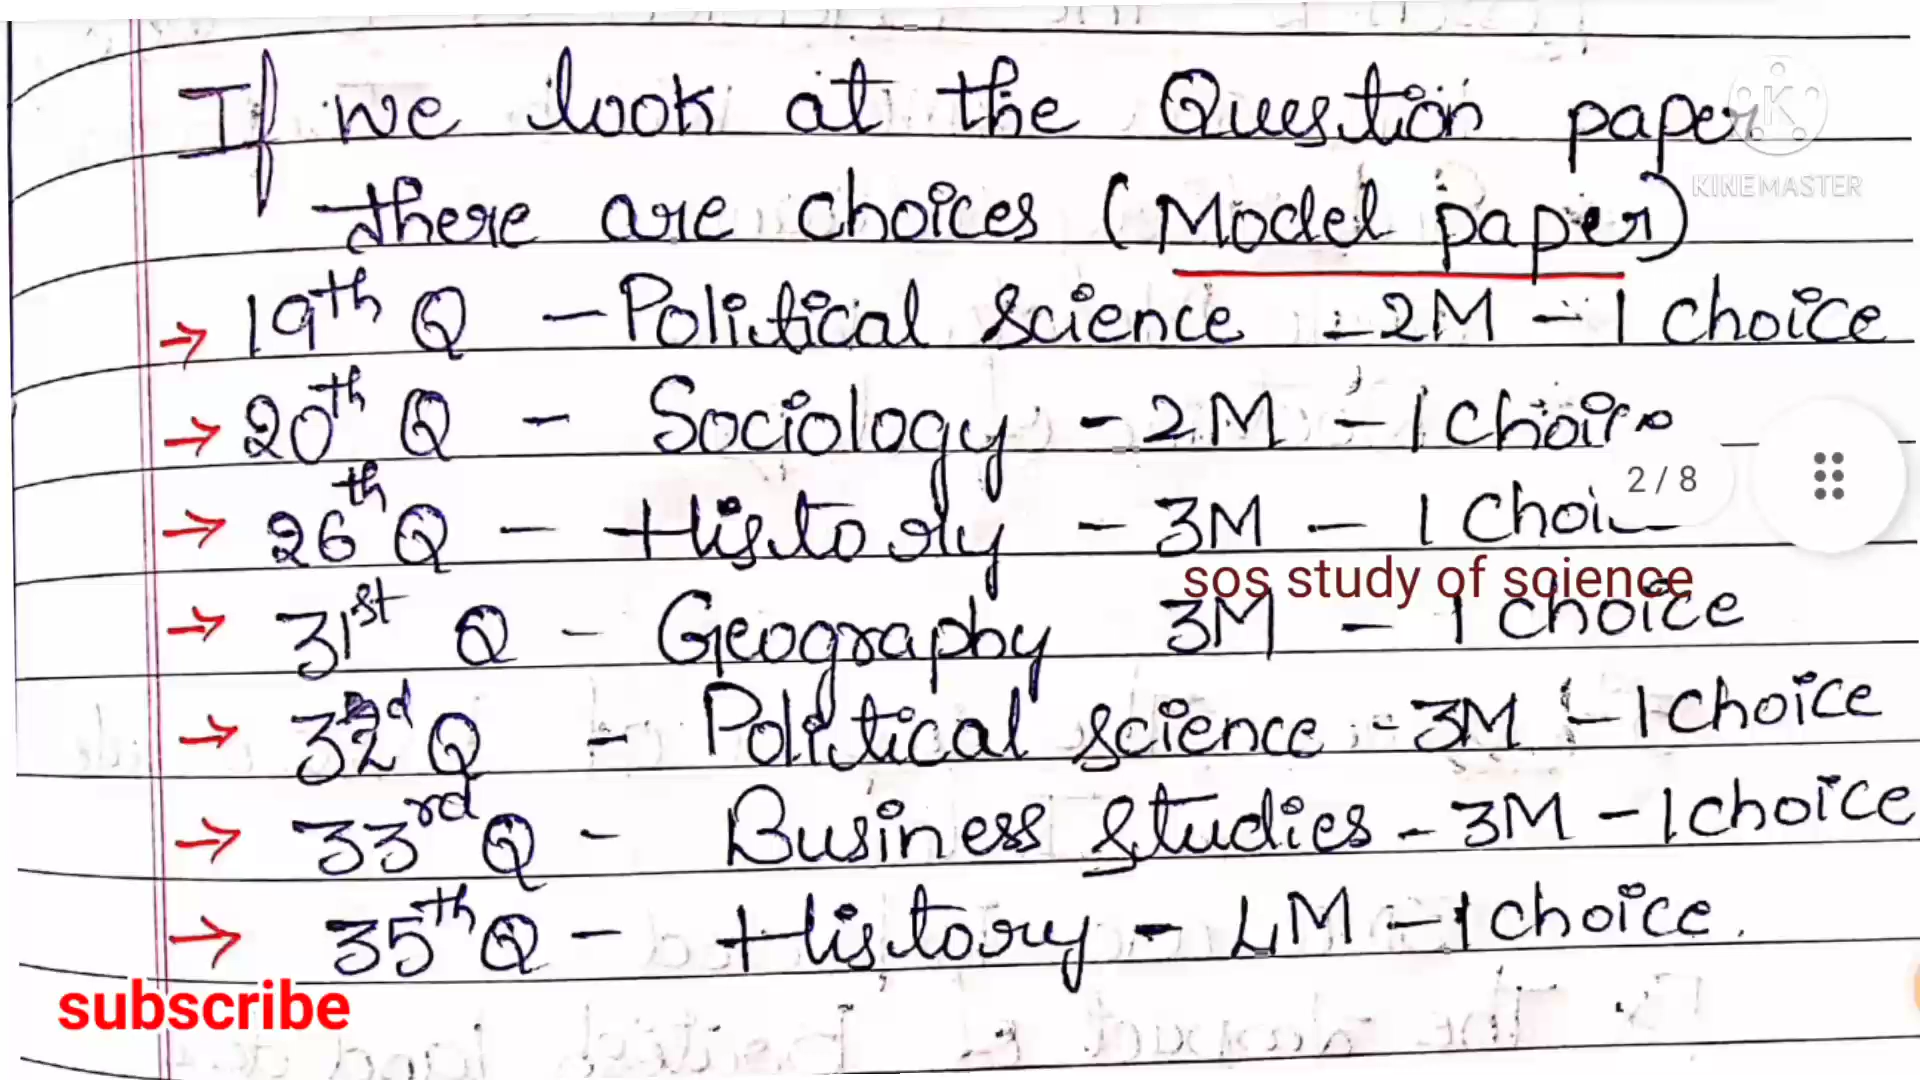 If we look at the Question paper
there are choices (Model paper)
KINEMASTER
→ 19th Q – Political science – 2M – 1 choice
→ 20th Q – Sociology – 2M – 1 choice
2/8
→ 26th Q – History – 3M – 1 Choi
sos study of science
→ 31st Q – Geography 3M – 1 choice
→ 32nd Q – Political science – 3M – 1 choice
→ 33rd Q – Business studies – 3M – 1 choice
→ 35th Q – History – 4M – 1 choice.
subscribe